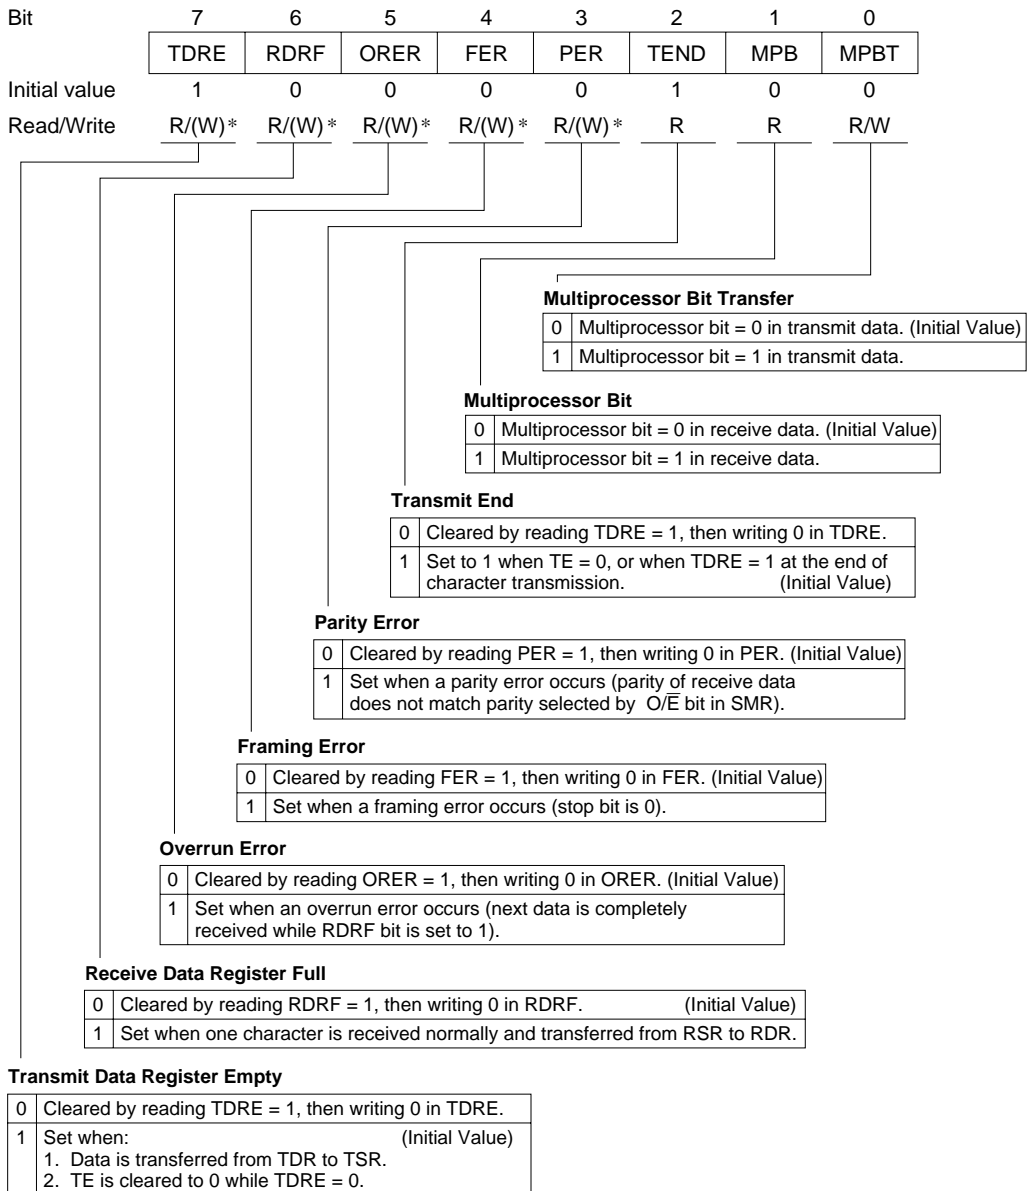 Bit 7 6 5 4 3 2 1 0
TDRE RDRF ORER FER PER TEND MPB MPBT
Initial value 1 0 0 0 0 1 0 0
Read/Write R/(W)* R/(W)* R/(W)* R/(W)* R/(W)* R R R/W
Multiprocessor Bit Transfer
0 Multiprocessor bit = 0 in transmit data. (Initial Value)
1 Multiprocessor bit = 1 in transmit data.
Multiprocessor Bit
0 Multiprocessor bit = 0 in receive data. (Initial Value)
1 Multiprocessor bit = 1 in receive data.
Transmit End
0 Cleared by reading TDRE = 1, then writing 0 in TDRE.
1 Set to 1 when TE = 0, or when TDRE = 1 at the end of
character transmission. (Initial Value)
Parity Error
0 Cleared by reading PER = 1, then writing 0 in PER. (Initial Value)
1 Set when a parity error occurs (parity of receive data
does not match parity selected by O/E̅ bit in SMR).
Framing Error
0 Cleared by reading FER = 1, then writing 0 in FER. (Initial Value)
1 Set when a framing error occurs (stop bit is 0).
Overrun Error
0 Cleared by reading ORER = 1, then writing 0 in ORER. (Initial Value)
1 Set when an overrun error occurs (next data is completely
received while RDRF bit is set to 1).
Receive Data Register Full
0 Cleared by reading RDRF = 1, then writing 0 in RDRF. (Initial Value)
1 Set when one character is received normally and transferred from RSR to RDR.
Transmit Data Register Empty
0 Cleared by reading TDRE = 1, then writing 0 in TDRE.
1 Set when: (Initial Value)
1. Data is transferred from TDR to TSR.
2. TE is cleared to 0 while TDRE = 0.